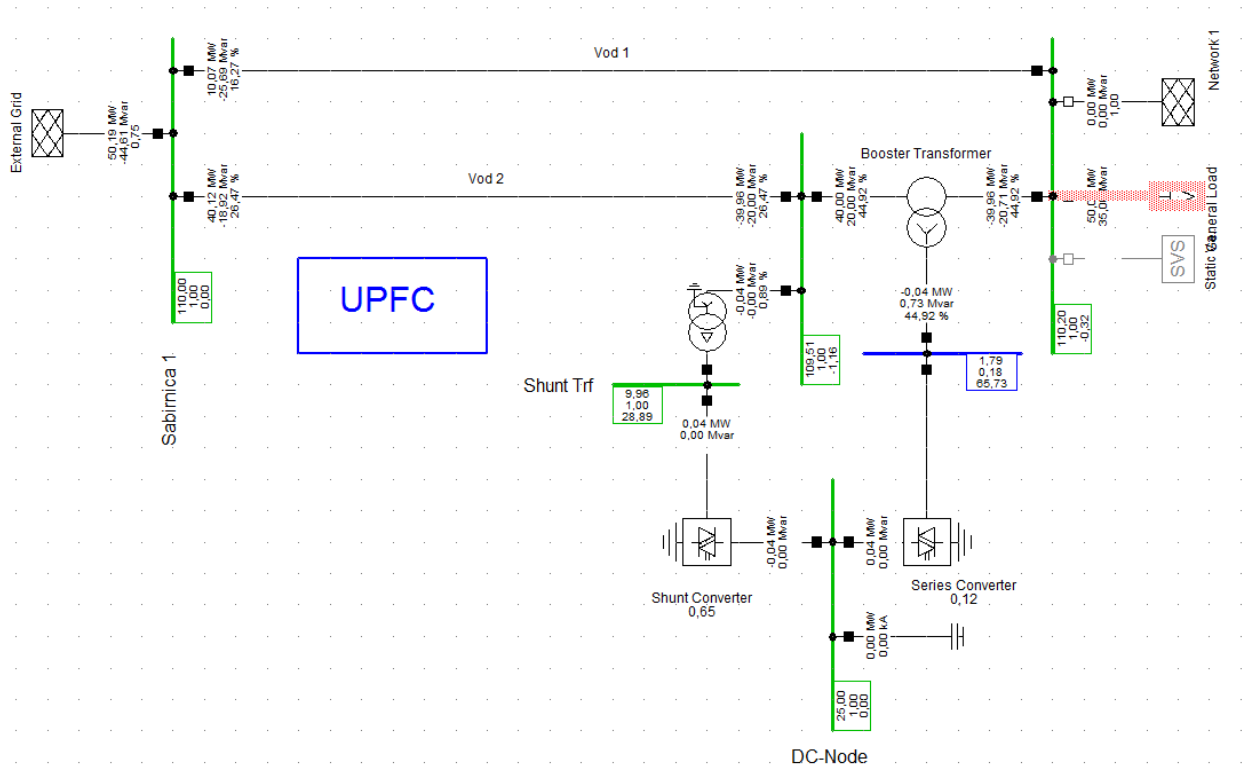 Vod 1
10,07 MW
-25,69 Mvar
16,27 %
Network 1
0,00 MW
0,00 Mvar
1,00
External Grid
50,19 MW
-44,61 Mvar
0,75
Booster Transformer
Vod 2
40,12 MW
-18,92 Mvar
26,47 %
-39,96 MW
-20,00 Mvar
26,47 %
40,00 MW
20,00 Mvar
44,92 %
-39,96 MW
-20,71 Mvar
44,92 %
General Load
Static
SVS
UPFC
110,00
1,00
0,00
-0,04 MW
-0,00 Mvar
0,89 %
-0,04 MW
0,73 Mvar
44,92 %
110,20
1,00
-0,32
109,51
1,00
-1,16
1,79
0,18
65,73
Sabirnica 1
Shunt Trf
9,96
1,00
28,89
0,04 MW
0,00 Mvar
-0,04 MW
0,00 Mvar
0,04 MW
0,00 Mvar
Shunt Converter
0,65
Series Converter
0,12
0,00 MW
0,00 kA
25,00
1,00
0,00
DC-Node